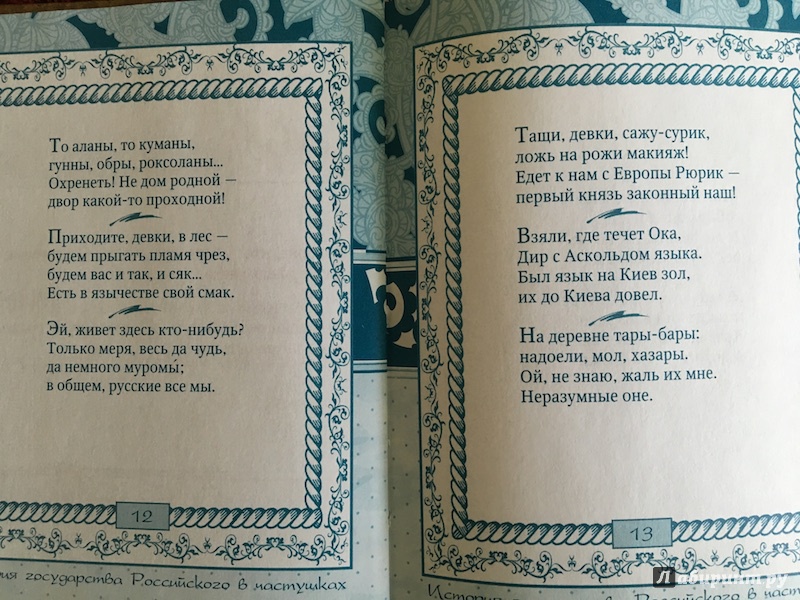 То аланы, то куманы,
гунны, обры, роксоланы...
Охренеть! Не дом родной —
двор какой-то проходной!
Приходите, девки, в лес —
будем прыгать пламя чрез,
будем вас и так, и сяк...
Есть в язычестве свой смак.
Эй, живет здесь кто-нибудь?
Только меря, весь да чудь,
да немного муромы;
в общем, русские все мы.
12
государства Российского в частушках
Тащи, девки, сажу-сурик,
ложь на рожи макияж!
Едет к нам с Европы Рюрик —
первый князь законный наш!
Взяли, где течет Ока,
Дир с Аскольдом языка.
Был язык на Киев зол,
их до Киева довел.
На деревне тары-бары:
надоели, мол, хазары.
Ой, не знаю, жаль их мне.
Неразумные оне.
13
История Российского в
Лабиринт.ру